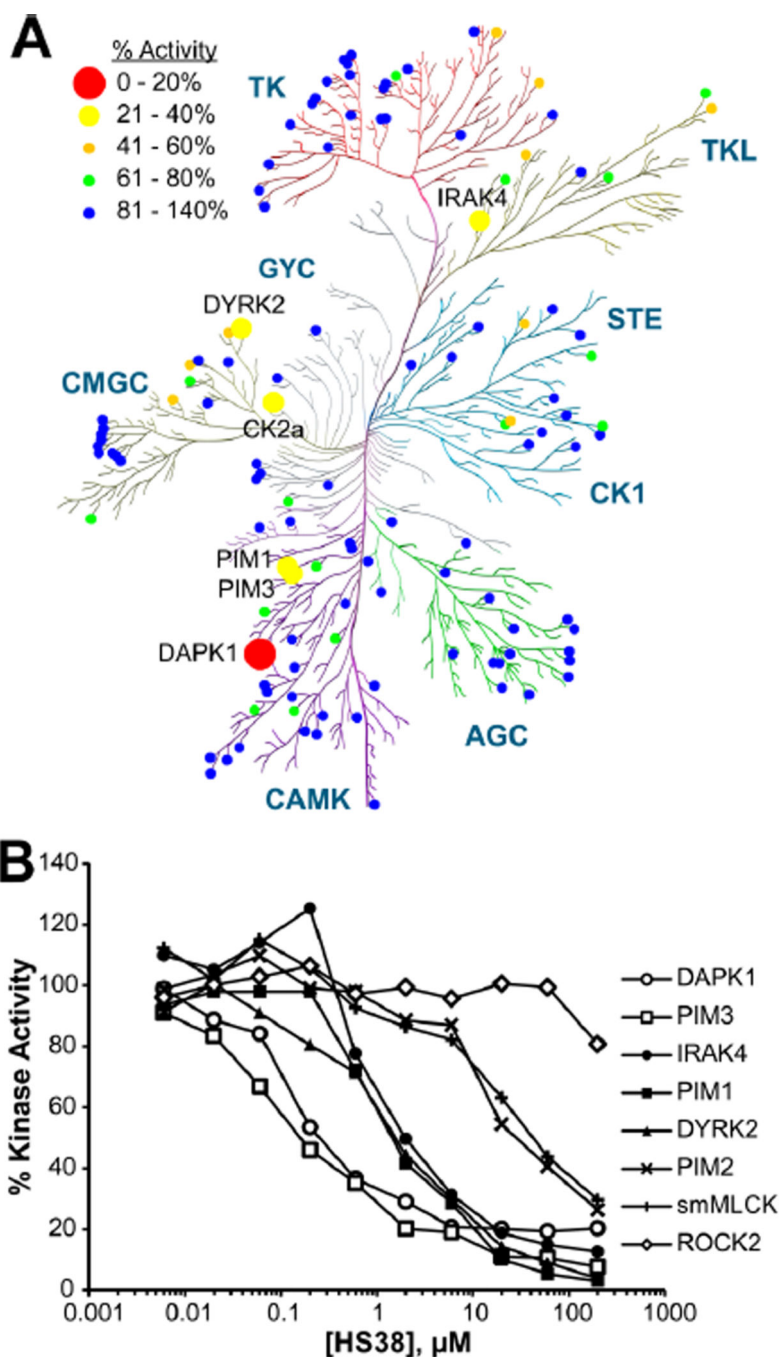 A
% Activity
0 - 20%
21 - 40%
41 - 60%
61 - 80%
81 - 140%
TK
TKL
IRAK4
GYC
DYRK2
STE
CMGC
CK2a
CK1
PIM1
PIM3
DAPK1
AGC
CAMK
B
% Kinase Activity
140
120
100
80
60
40
20
0
0.001
0.01
0.1
1
10
100
1000
[HS38], µM
DAPK1
PIM3
IRAK4
PIM1
DYRK2
PIM2
smMLCK
ROCK2